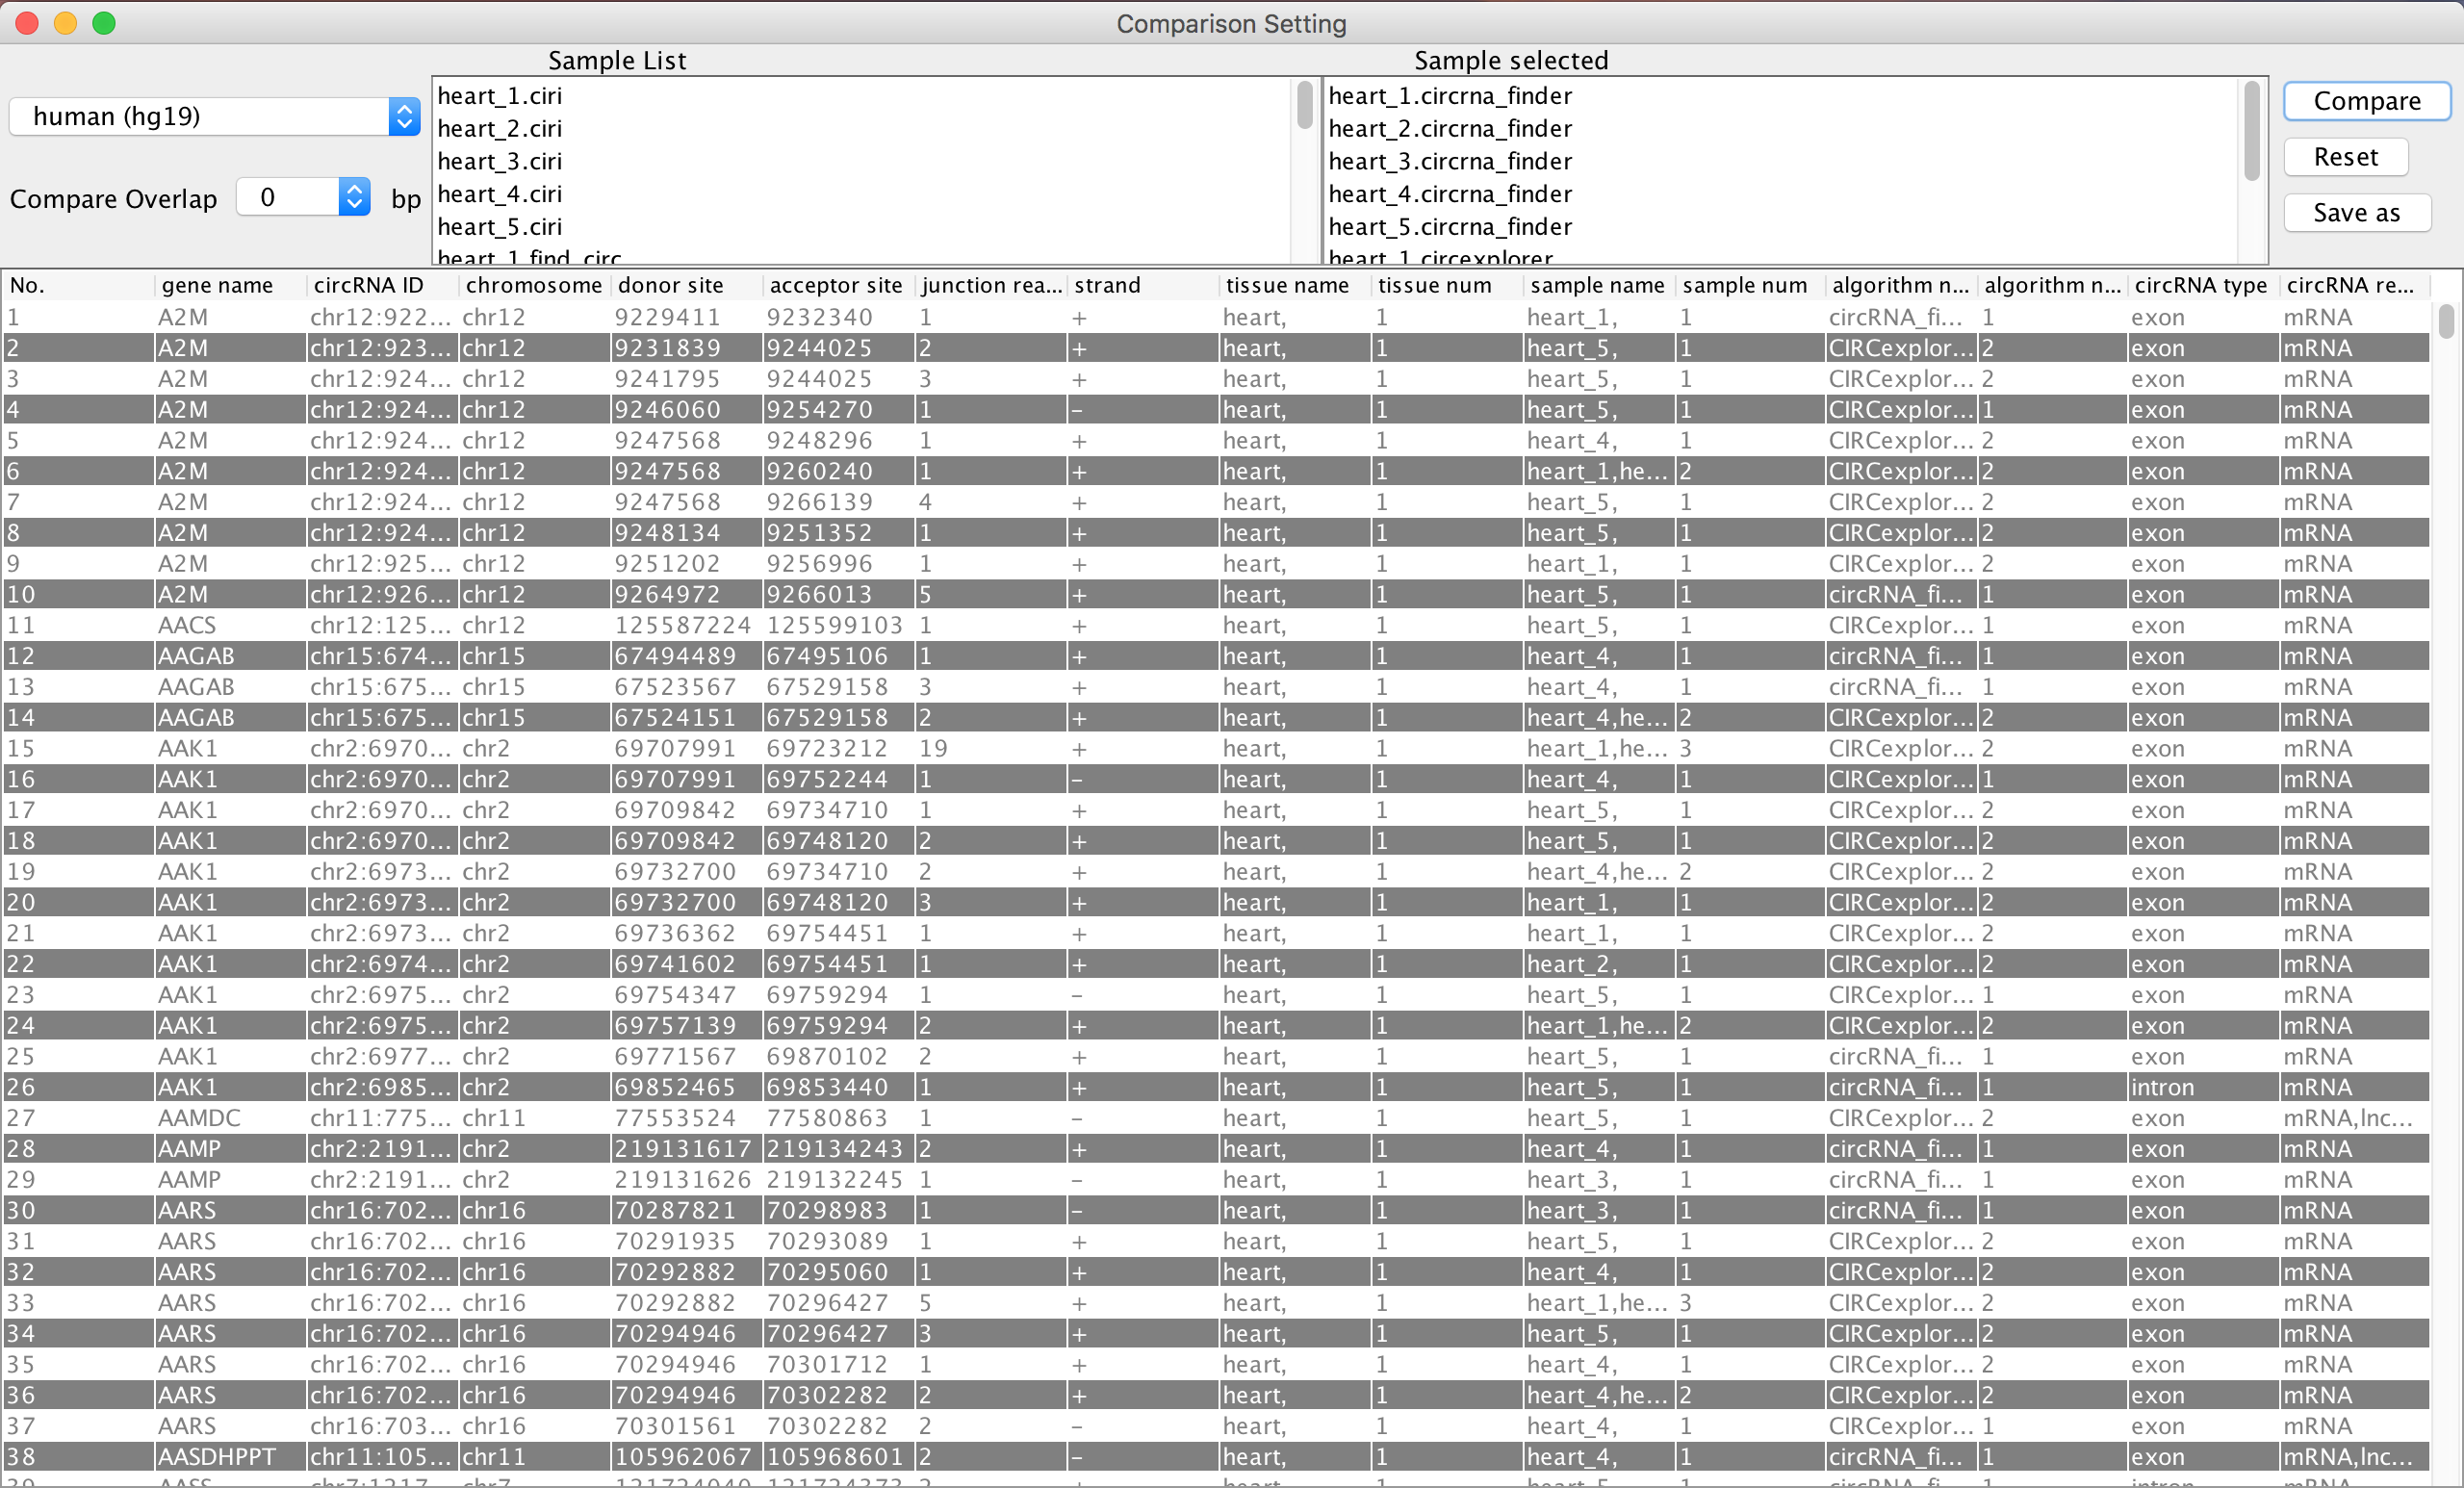 Comparison Setting
Sample List Sample selected
human (hg19)
Compare Overlap 0 bp
heart_1.ciri
heart_2.ciri
heart_3.ciri
heart_4.ciri
heart_5.ciri
heart_1.find_circ
heart_1.circrna_finder
heart_2.circrna_finder
heart_3.circrna_finder
heart_4.circrna_finder
heart_5.circrna_finder
heart_1.circexplorer
Compare
Reset
Save as
No. gene name circRNA ID chromosome donor site acceptor site junction rea... strand tissue name tissue num sample name sample num algorithm n... algorithm n... circRNA type circRNA re...
1 A2M chr12:922... chr12 9229411 9232340 1 + heart, 1 heart_1, 1 circRNA_fi... 1 exon mRNA
2 A2M chr12:923... chr12 9231839 9244025 2 + heart, 1 heart_5, 1 CIRCexplor... 2 exon mRNA
3 A2M chr12:924... chr12 9241795 9244025 3 + heart, 1 heart_5, 1 CIRCexplor... 2 exon mRNA
4 A2M chr12:924... chr12 9246060 9254270 1 - heart, 1 heart_5, 1 CIRCexplor... 1 exon mRNA
5 A2M chr12:924... chr12 9247568 9248296 1 + heart, 1 heart_4, 1 CIRCexplor... 2 exon mRNA
6 A2M chr12:924... chr12 9247568 9260240 1 + heart, 1 heart_1,he... 2 CIRCexplor... 2 exon mRNA
7 A2M chr12:924... chr12 9247568 9266139 4 + heart, 1 heart_5, 1 CIRCexplor... 2 exon mRNA
8 A2M chr12:924... chr12 9248134 9251352 1 + heart, 1 heart_5, 1 CIRCexplor... 2 exon mRNA
9 A2M chr12:925... chr12 9251202 9256996 1 + heart, 1 heart_1, 1 CIRCexplor... 2 exon mRNA
10 A2M chr12:926... chr12 9264972 9266013 5 + heart, 1 heart_5, 1 circRNA_fi... 1 exon mRNA
11 AACS chr12:125... chr12 125587224 125599103 1 + heart, 1 heart_5, 1 CIRCexplor... 1 exon mRNA
12 AAGAB chr15:674... chr15 67494489 67495106 1 + heart, 1 heart_4, 1 circRNA_fi... 1 exon mRNA
13 AAGAB chr15:675... chr15 67523567 67529158 3 + heart, 1 heart_4, 1 circRNA_fi... 1 exon mRNA
14 AAGAB chr15:675... chr15 67524151 67529158 2 + heart, 1 heart_4,he... 2 CIRCexplor... 2 exon mRNA
15 AAK1 chr2:6970... chr2 69707991 69723212 19 + heart, 1 heart_1,he... 3 CIRCexplor... 2 exon mRNA
16 AAK1 chr2:6970... chr2 69707991 69752244 1 - heart, 1 heart_4, 1 CIRCexplor... 1 exon mRNA
17 AAK1 chr2:6970... chr2 69709842 69734710 1 + heart, 1 heart_5, 1 CIRCexplor... 2 exon mRNA
18 AAK1 chr2:6970... chr2 69709842 69748120 2 + heart, 1 heart_5, 1 CIRCexplor... 2 exon mRNA
19 AAK1 chr2:6973... chr2 69732700 69734710 2 + heart, 1 heart_4,he... 2 CIRCexplor... 2 exon mRNA
20 AAK1 chr2:6973... chr2 69732700 69748120 3 + heart, 1 heart_1, 1 CIRCexplor... 2 exon mRNA
21 AAK1 chr2:6973... chr2 69736362 69754451 1 + heart, 1 heart_1, 1 CIRCexplor... 2 exon mRNA
22 AAK1 chr2:6974... chr2 69741602 69754451 1 + heart, 1 heart_2, 1 CIRCexplor... 2 exon mRNA
23 AAK1 chr2:6975... chr2 69754347 69759294 1 - heart, 1 heart_5, 1 CIRCexplor... 1 exon mRNA
24 AAK1 chr2:6975... chr2 69757139 69759294 2 + heart, 1 heart_1,he... 2 CIRCexplor... 2 exon mRNA
25 AAK1 chr2:6977... chr2 69771567 69870102 2 + heart, 1 heart_5, 1 circRNA_fi... 1 exon mRNA
26 AAK1 chr2:6985... chr2 69852465 69853440 1 + heart, 1 heart_5, 1 circRNA_fi... 1 intron mRNA
27 AAMDC chr11:775... chr11 77553524 77580863 1 - heart, 1 heart_5, 1 CIRCexplor... 2 exon mRNA,lnc...
28 AAMP chr2:2191... chr2 219131617 219134243 2 + heart, 1 heart_4, 1 circRNA_fi... 1 exon mRNA
29 AAMP chr2:2191... chr2 219131626 219132245 1 - heart, 1 heart_3, 1 circRNA_fi... 1 exon mRNA
30 AARS chr16:702... chr16 70287821 70298983 1 - heart, 1 heart_3, 1 circRNA_fi... 1 exon mRNA
31 AARS chr16:702... chr16 70291935 70293089 1 + heart, 1 heart_5, 1 CIRCexplor... 2 exon mRNA
32 AARS chr16:702... chr16 70292882 70295060 1 + heart, 1 heart_4, 1 CIRCexplor... 2 exon mRNA
33 AARS chr16:702... chr16 70292882 70296427 5 + heart, 1 heart_1,he... 3 CIRCexplor... 2 exon mRNA
34 AARS chr16:702... chr16 70294946 70296427 3 + heart, 1 heart_5, 1 CIRCexplor... 2 exon mRNA
35 AARS chr16:702... chr16 70294946 70301712 1 + heart, 1 heart_4, 1 CIRCexplor... 2 exon mRNA
36 AARS chr16:702... chr16 70294946 70302282 2 + heart, 1 heart_4,he... 2 CIRCexplor... 2 exon mRNA
37 AARS chr16:703... chr16 70301561 70302282 2 - heart, 1 heart_4, 1 CIRCexplor... 1 exon mRNA
38 AASDHPPT chr11:105... chr11 105962067 105968601 2 - heart, 1 heart_4, 1 circRNA_fi... 1 exon mRNA,lnc...